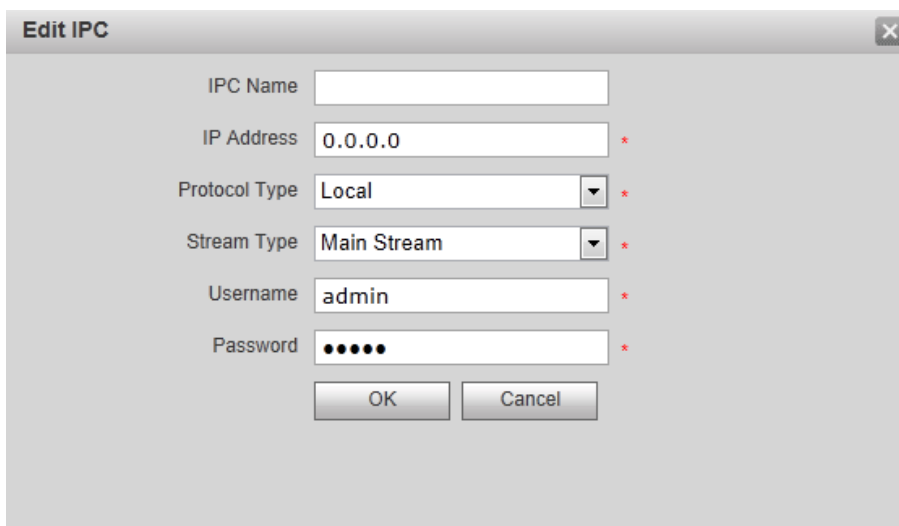 Edit IPC
IPC Name
IP Address 0.0.0.0 *
Protocol Type Local *
Stream Type Main Stream *
Username admin *
Password ●●●●● *
OK Cancel